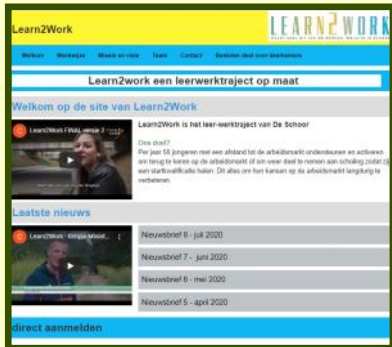 Learn2Work
LEARN2WORK
Welkom Werkwijze Missie en visie Team Contact Besloten deel voor deelnemers
Learn2work een leerwerktraject op maat
Welkom op de site van Learn2Work
Learn2Work FINAL versie 2
Learn2Work is het leer-werktraject van De Schoor
Ons doel?
Per jaar 58 jongeren met een afstand tot de arbeidsmarkt ondersteunen en activeren
om terug te keren op de arbeidsmarkt of om weer deel te nemen aan scholing zodat zij
een startkwalificatie halen. Dit alles om hun kansen op de arbeidsmarkt langdurig te
verbeteren.
Laatste nieuws
Learn2Work -
Nieuwsbrief 8 - juli 2020
Nieuwsbrief 7 - juni 2020
Nieuwsbrief 6 - mei 2020
Nieuwsbrief 5 - april 2020
direct aanmelden